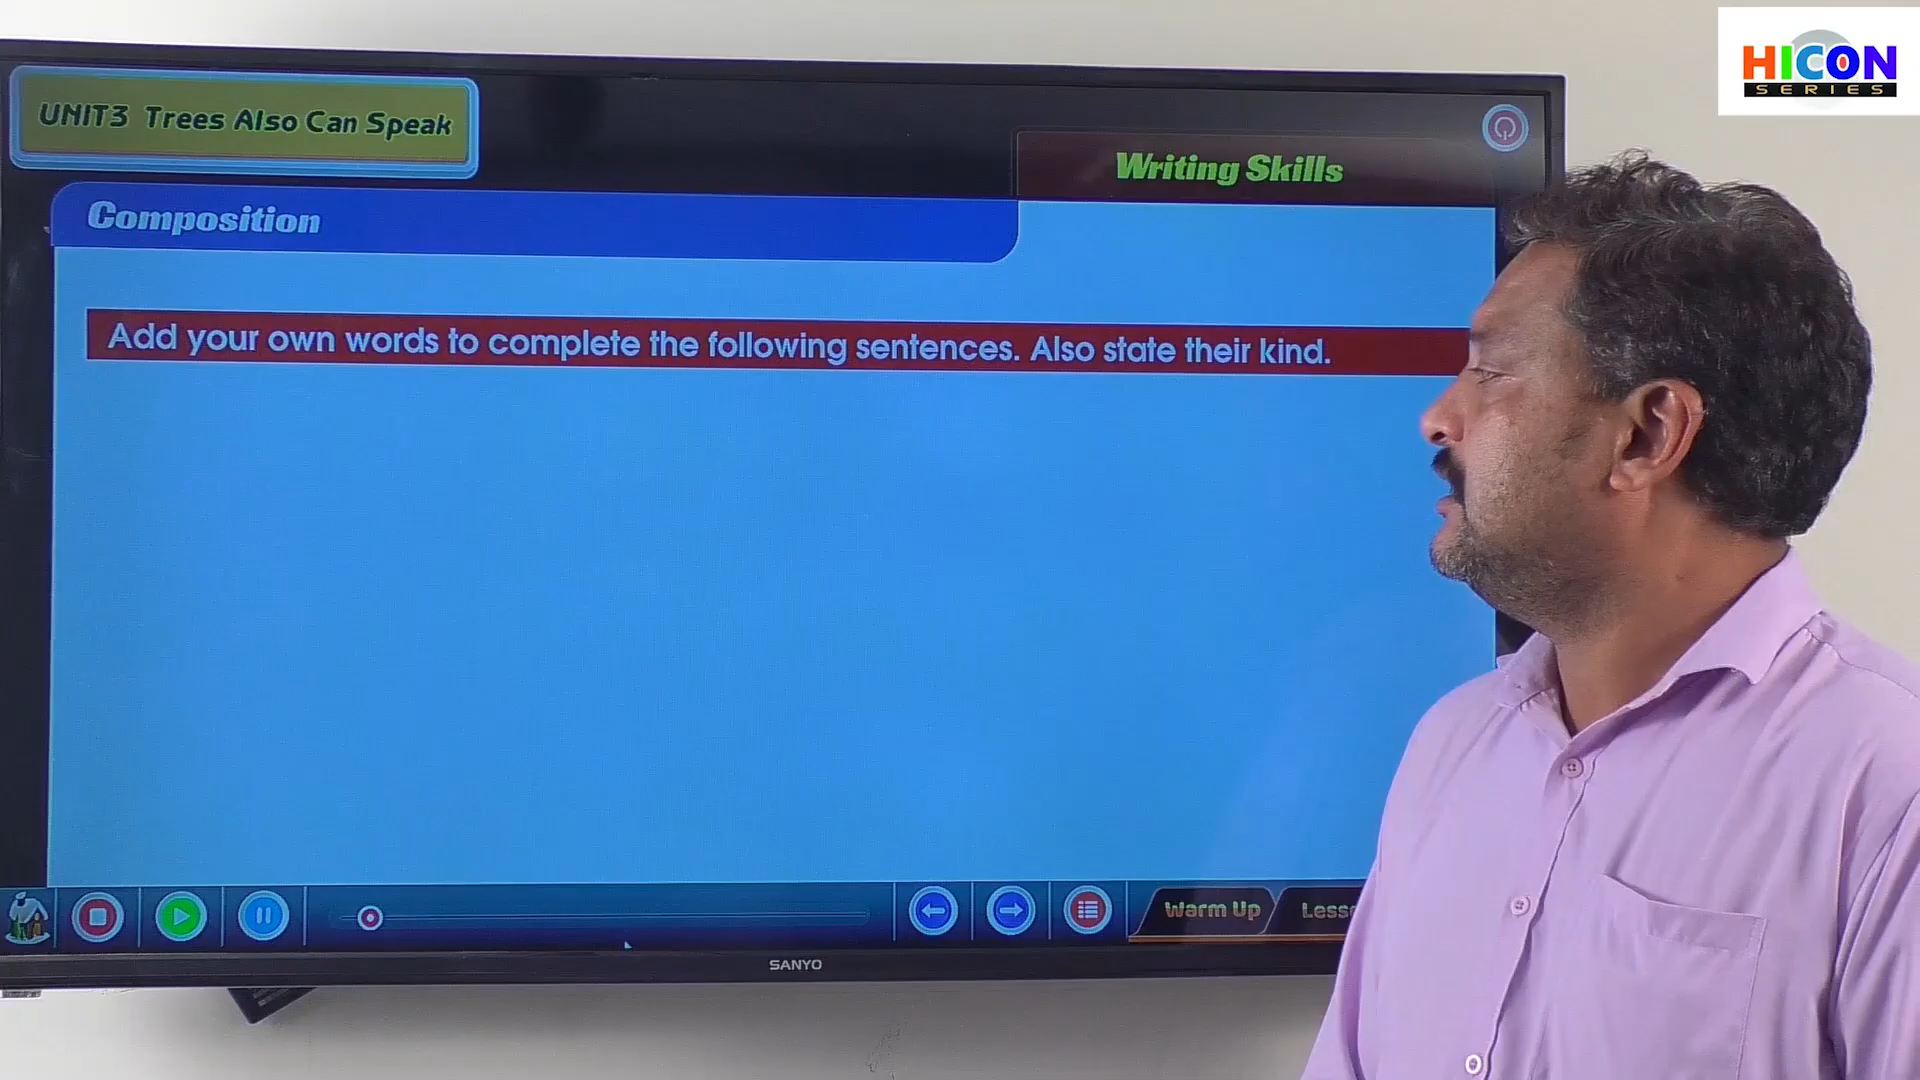 HICON
SERIES
UNIT3 Trees Also Can Speak
Writing Skills
Composition
Add your own words to complete the following sentences. Also state their kind.
Warm Up
SANYO